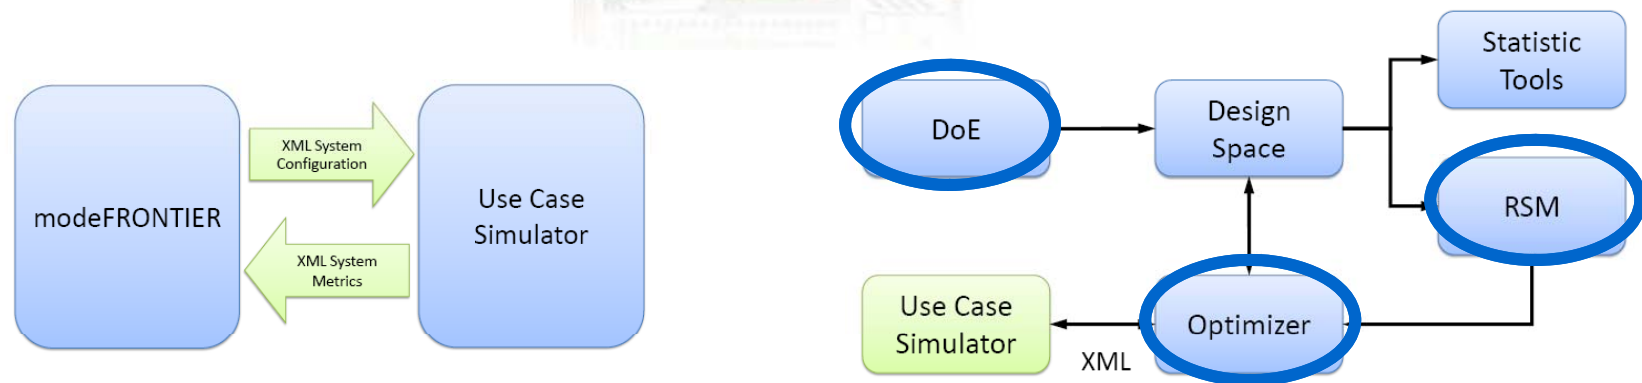 modeFRONTIER
XML System
Configuration
XML System
Metrics
Use Case
Simulator
DoE
Design
Space
Statistic
Tools
RSM
Use Case
Simulator
XML
Optimizer